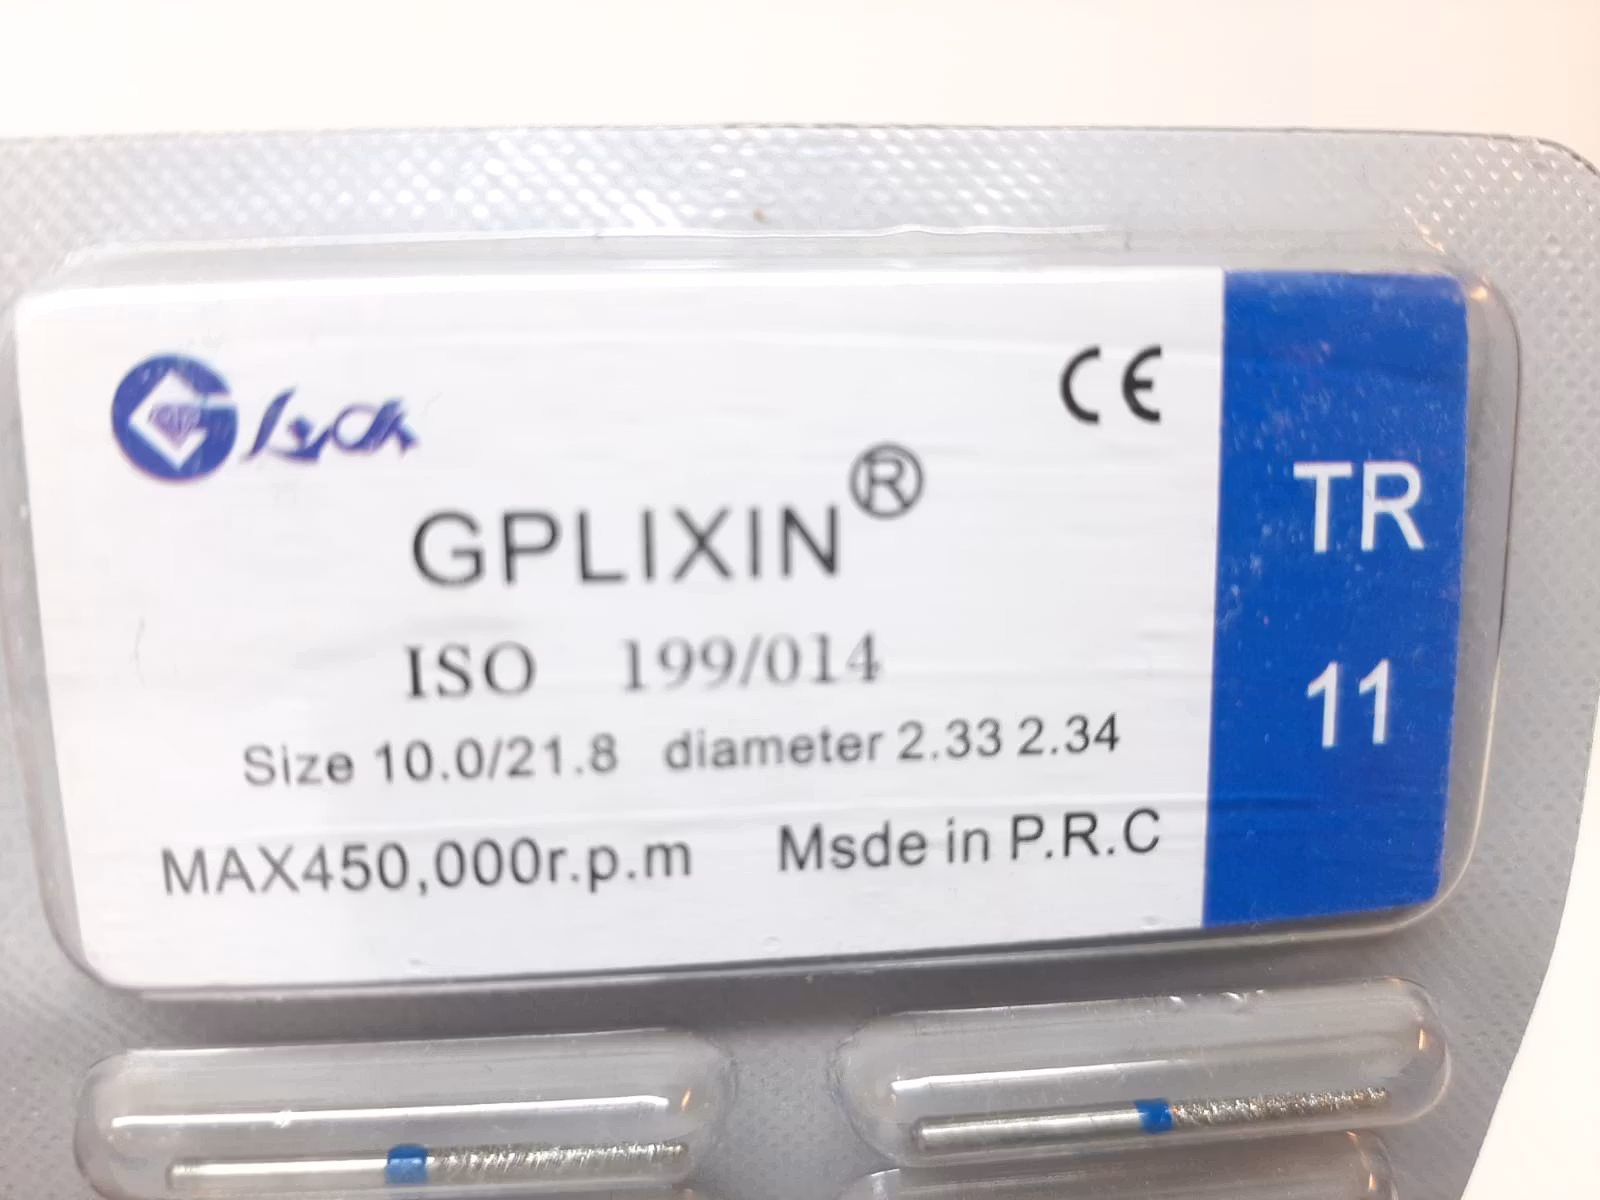 CE
GPLIXIN®
ISO 199/014
Size 10.0/21.8 diameter 2.33 2.34
MAX450,000r.p.m Msde in P.R.C
TR
11